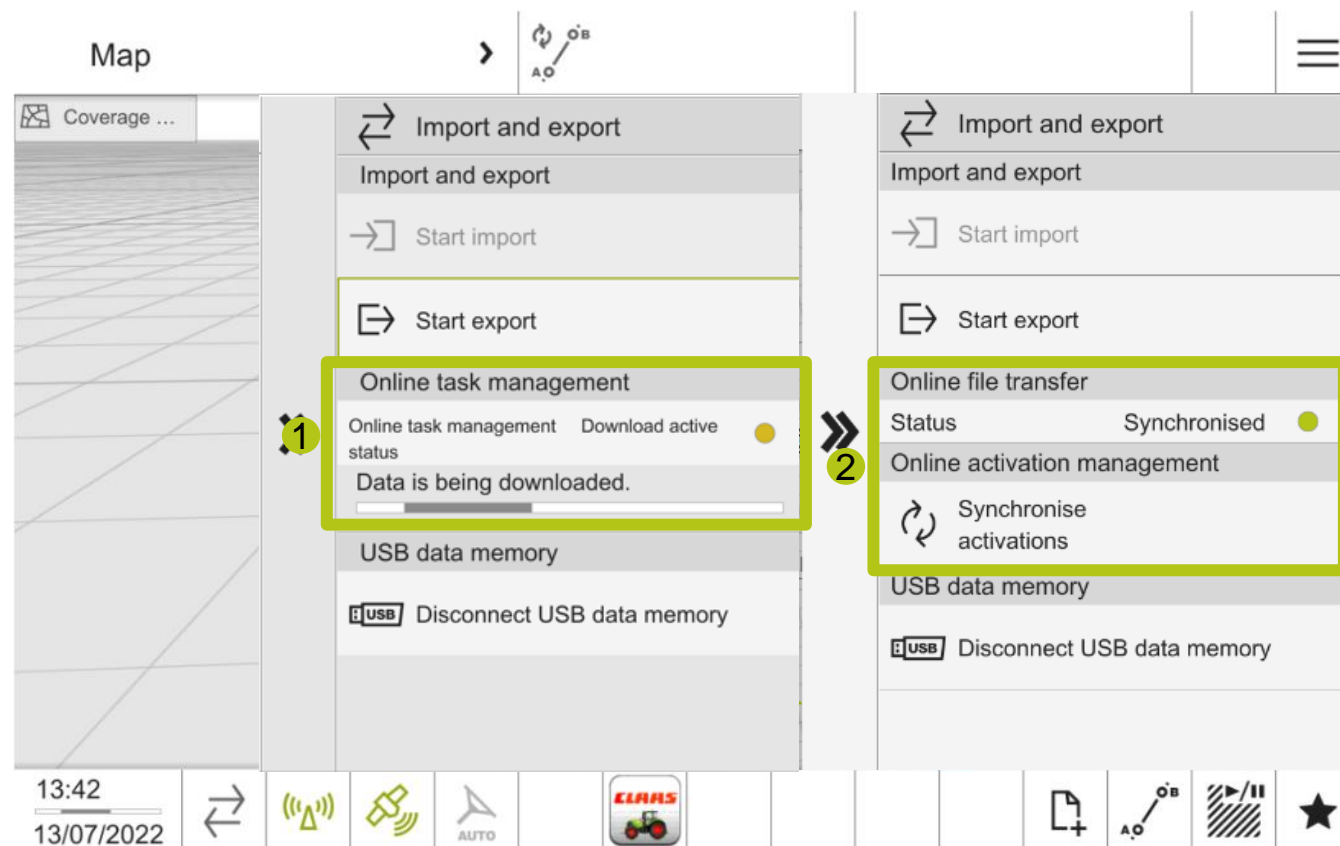 Map
A B
Coverage ...
Import and export
Import and export
Start import
Start export
Online task management
Online task management Download active
status
Data is being downloaded.
USB data memory
USB Disconnect USB data memory
1
2
Import and export
Import and export
Start import
Start export
Online file transfer
Status Synchronised
Online activation management
Synchronise
activations
USB data memory
USB Disconnect USB data memory
13:42
13/07/2022
AUTO
CLAAS
A B